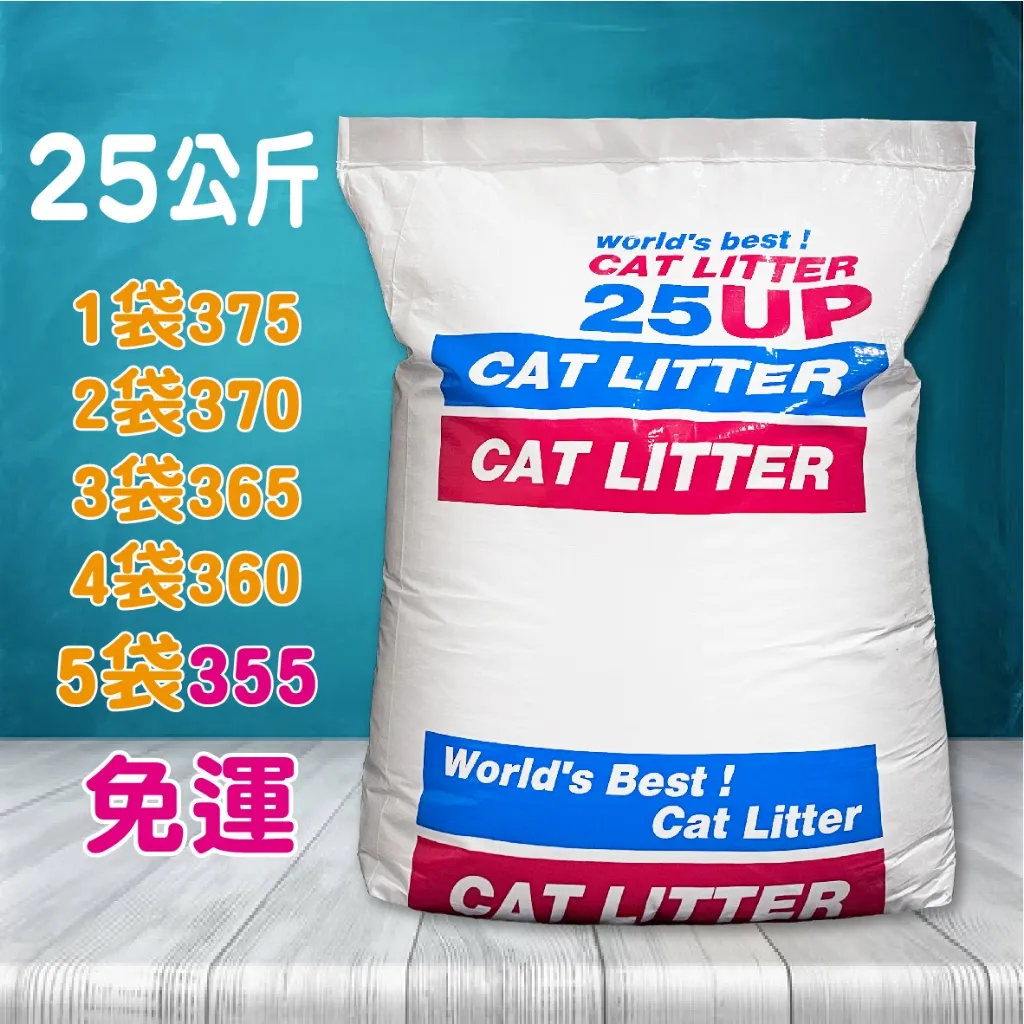 25公斤
1袋375
2袋370
3袋365
4袋360
5袋355
免運
world's best !
CAT LITTER
25UP
CAT LITTER
CAT LITTER
World's Best !
Cat Litter
CAT LITTER